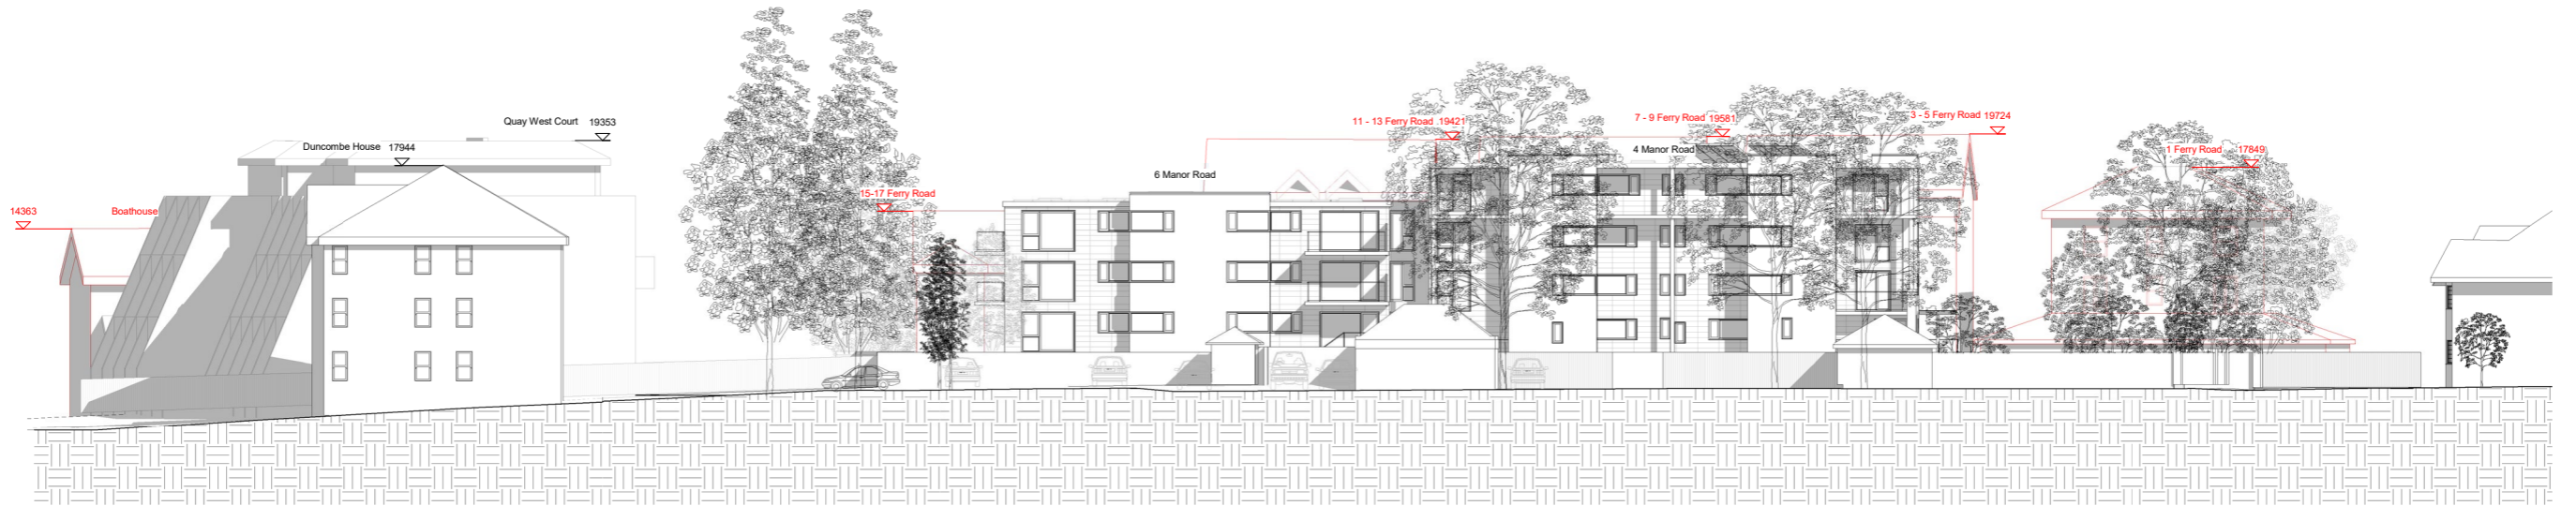 14363
Boathouse
Duncombe House 17944
Quay West Court 19353
15-17 Ferry Road
6 Manor Road
11 - 13 Ferry Road 19421
7 - 9 Ferry Road 19581
4 Manor Road
3 - 5 Ferry Road 19724
1 Ferry Road 17849